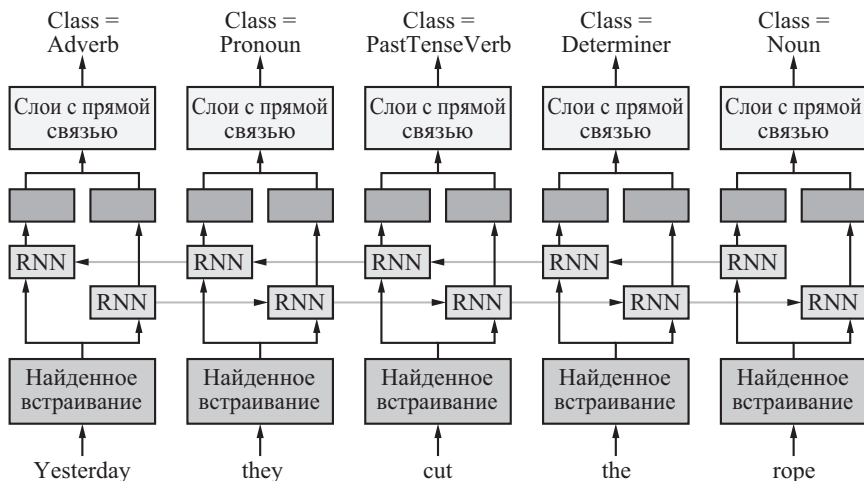 Class = Class = Class = Class = Class =
Adverb Pronoun PastTenseVerb Determiner Noun
Слои с прямой Слои с прямой Слои с прямой Слои с прямой Слои с прямой
связью связью связью связью связью
RNN RNN RNN RNN RNN
RNN RNN RNN RNN RNN
Найденное Найденное Найденное Найденное Найденное
встраивание встраивание встраивание встраивание встраивание
Yesterday they cut the rope